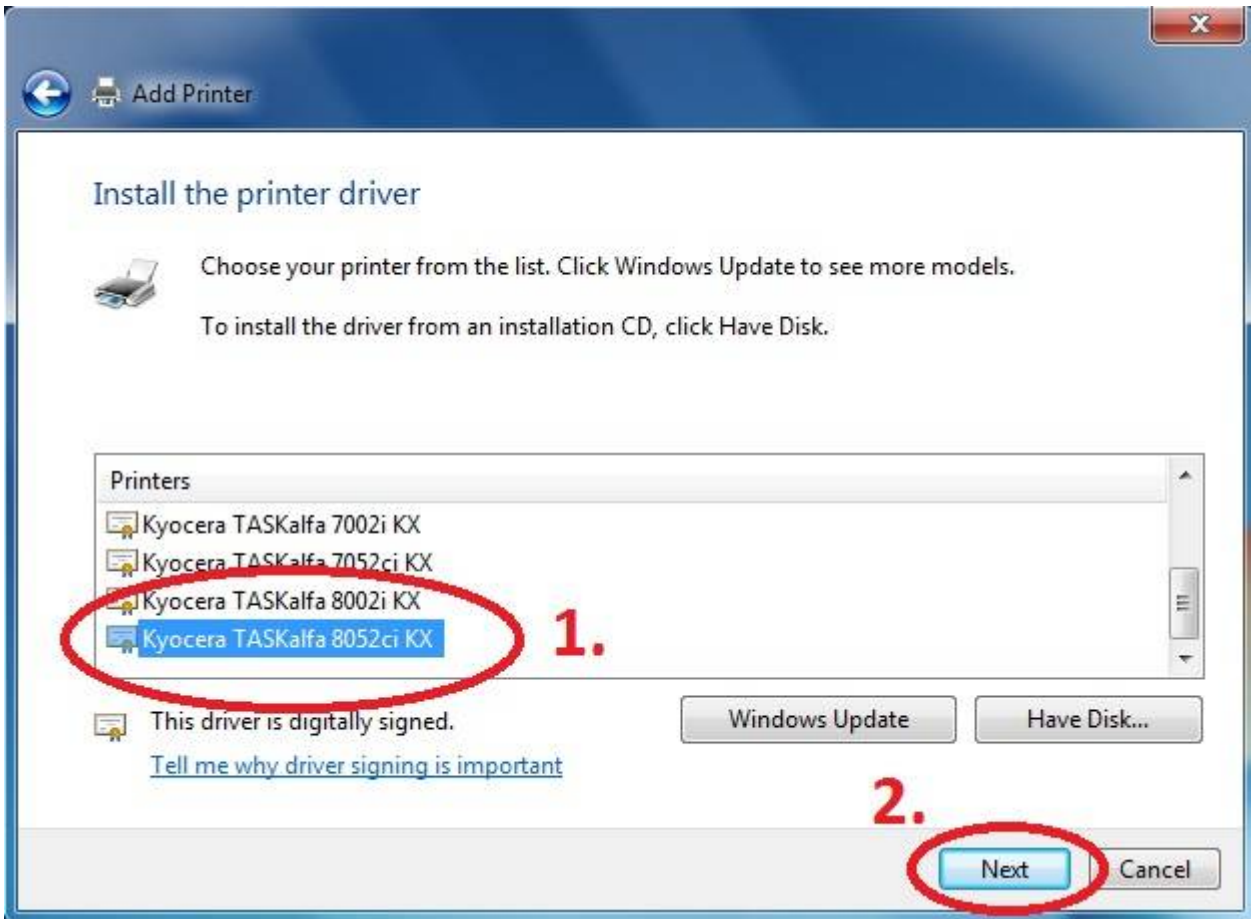 Add Printer
Install the printer driver
Choose your printer from the list. Click Windows Update to see more models.
To install the driver from an installation CD, click Have Disk.
Printers
Kyocera TASKalfa 7002i KX
Kyocera TASKalfa 7052ci KX
Kyocera TASKalfa 8002i KX
Kyocera TASKalfa 8052ci KX
1.
This driver is digitally signed.
Windows Update
Have Disk...
Tell me why driver signing is important
2.
Next
Cancel